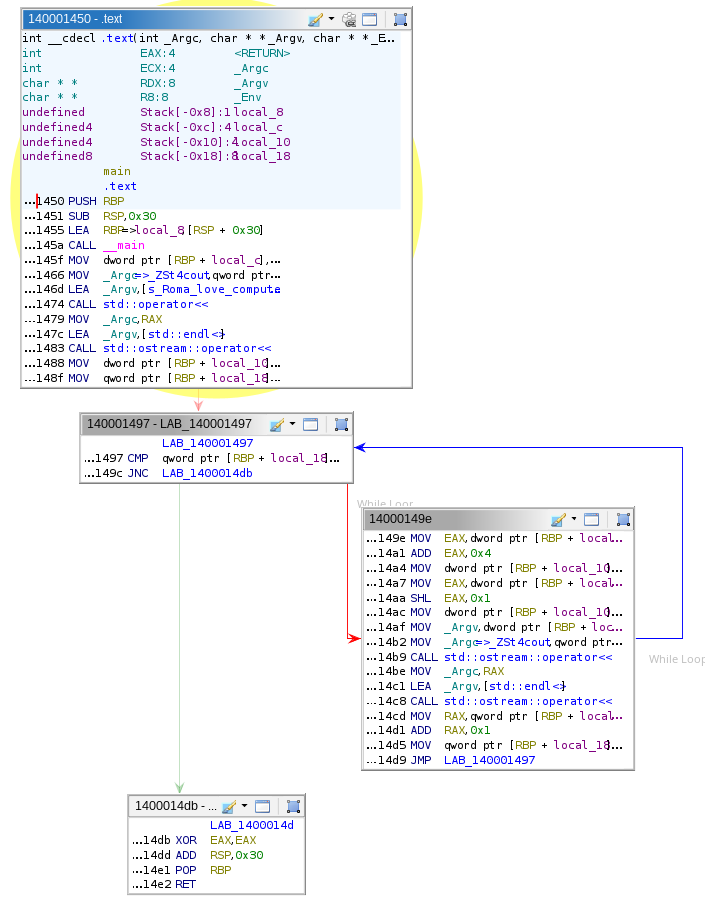 140001450 - .text
int __cdecl .text(int _Argc, char * *_Argv, char * *_E...
int EAX:4 <RETURN>
int ECX:4 _Argc
char * * RDX:8 _Argv
char * * R8:8 _Env
undefined Stack[-0x8]:1 local_8
undefined4 Stack[-0xc]:4 local_c
undefined4 Stack[-0x10]:4 local_10
undefined8 Stack[-0x18]:8 local_18
main
.text
...1450 PUSH RBP
...1451 SUB RSP,0x30
...1455 LEA RBP=>local_8,[RSP + 0x30]
...145a CALL __main
...145f MOV dword ptr [RBP + local_c],...
...1466 MOV _Argc=>_ZSt4cout,qword ptr...
...146d LEA _Argv,[s_Roma_love_compute...
...1474 CALL std::operator<<
...1479 MOV _Argc,RAX
...147c LEA _Argv,[std::endl<>]
...1483 CALL std::ostream::operator<<
...1488 MOV dword ptr [RBP + local_10]...
...148f MOV qword ptr [RBP + local_18]...
140001497 - LAB_140001497
LAB_140001497
...1497 CMP qword ptr [RBP + local_18]...
...149c JNC LAB_1400014db
While Loop
14000149e
...149e MOV EAX,dword ptr [RBP + local...
...14a1 ADD EAX,0x4
...14a4 MOV dword ptr [RBP + local_10]...
...14a7 MOV EAX,dword ptr [RBP + local...
...14aa SHL EAX,0x1
...14ac MOV dword ptr [RBP + local_10]...
...14af MOV _Argv,dword ptr [RBP + loc...
...14b2 MOV _Argc=>_ZSt4cout,qword ptr...
...14b9 CALL std::ostream::operator<<
...14be MOV _Argc,RAX
...14c1 LEA _Argv,[std::endl<>]
...14c8 CALL std::ostream::operator<<
...14cd MOV RAX,qword ptr [RBP + local...
...14d1 ADD RAX,0x1
...14d5 MOV qword ptr [RBP + local_18]...
...14d9 JMP LAB_140001497
While Loop
1400014db - ...
LAB_1400014d
...14db XOR EAX,EAX
...14dd ADD RSP,0x30
...14e1 POP RBP
...14e2 RET